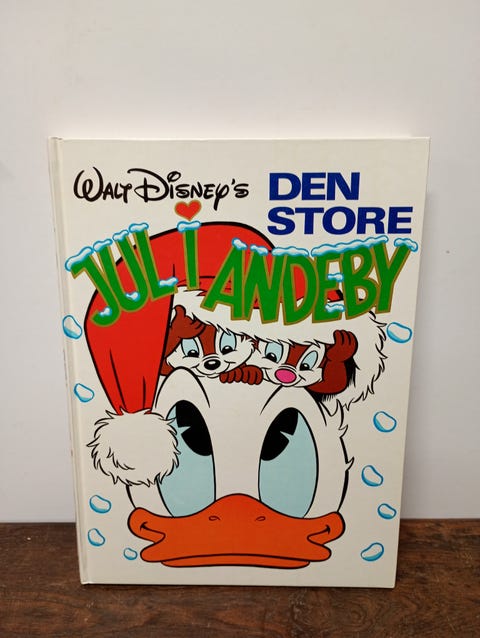 WALT DISNEY'S
DEN
STORE
JUL i ANDEBY